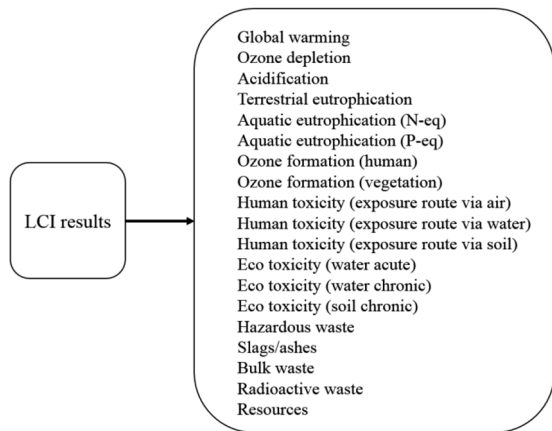 LCI results
Global warming
Ozone depletion
Acidification
Terrestrial eutrophication
Aquatic eutrophication (N-eq)
Aquatic eutrophication (P-eq)
Ozone formation (human)
Ozone formation (vegetation)
Human toxicity (exposure route via air)
Human toxicity (exposure route via water)
Human toxicity (exposure route via soil)
Eco toxicity (water acute)
Eco toxicity (water chronic)
Eco toxicity (soil chronic)
Hazardous waste
Slags/ashes
Bulk waste
Radioactive waste
Resources